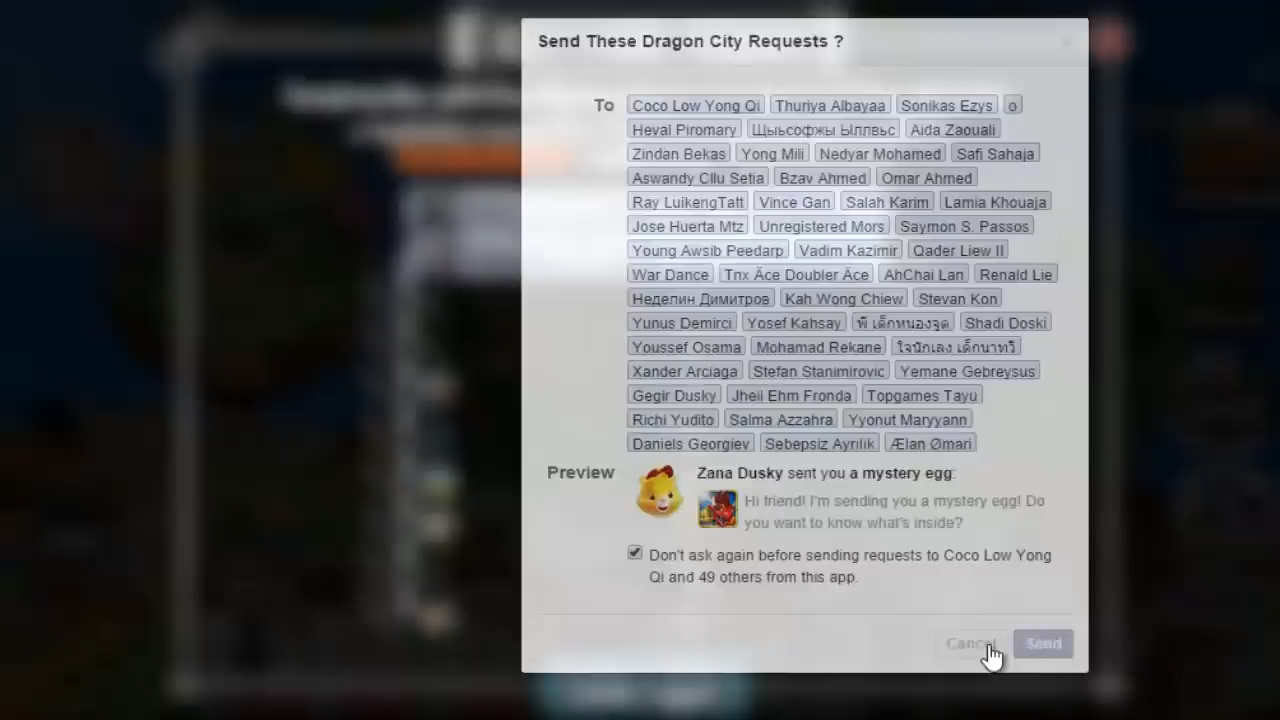 Send These Dragon City Requests ?
To
Coco Low Yong Qi Thuriya Albayaa Sonikas Ezys o
Heval Piromary Щыьсофжы Ыллвьс Aida Zaouali
Zindan Bekas Yong Mili Nedyar Mohamed Safi Sahaja
Aswandy Cllu Setia Bzav Ahmed Omar Ahmed
Ray LuikengTatt Vince Gan Salah Karim Lamia Khouaja
Jose Huerta Mtz Unregistered Mors Saymon S. Passos
Young Awsib Peedarp Vadim Kazimir Qader Liew II
War Dance Tnx Äce Doubler Äce AhChai Lan Renald Lie
Неделин Димитров Kah Wong Chiew Stevan Kon
Yunus Demirci Yosef Kahsay พี เด็กหนองจูด Shadi Doski
Youssef Osama Mohamad Rekane ใจนักเลง เด็กนาทวี
Xander Arciaga Stefan Stanimirovic Yemane Gebreysus
Gegir Dusky Jheii Ehm Fronda Topgames Tayu
Richi Yudito Salma Azzahra Yyonut Maryyann
Daniels Georgiev Sebepsiz Ayrılık Ælan Ømari
Preview
Zana Dusky sent you a mystery egg:
Hi friend! I'm sending you a mystery egg! Do
you want to know what's inside?
Don't ask again before sending requests to Coco Low Yong
Qi and 49 others from this app.
Cancel Send